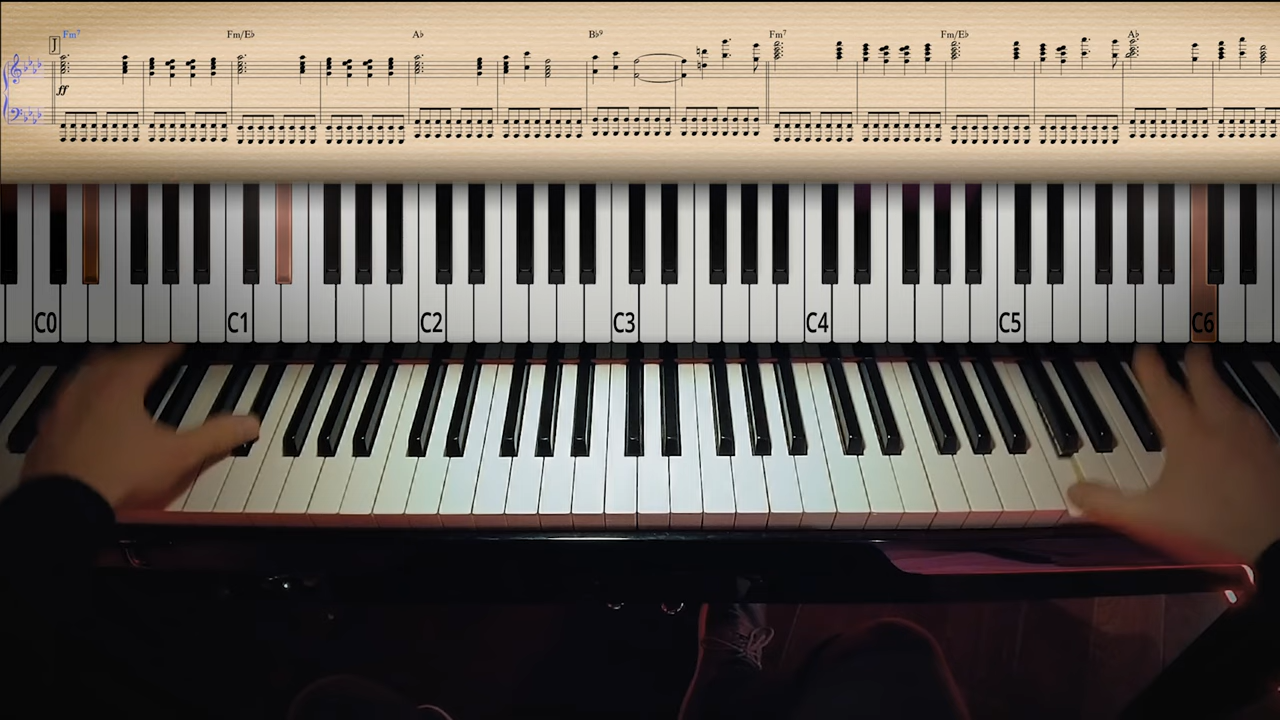 Fm7 Fm/E♭ A♭ B♭9 Fm7 Fm/E♭ A♭
J
ff
C0 C1 C2 C3 C4 C5 C6